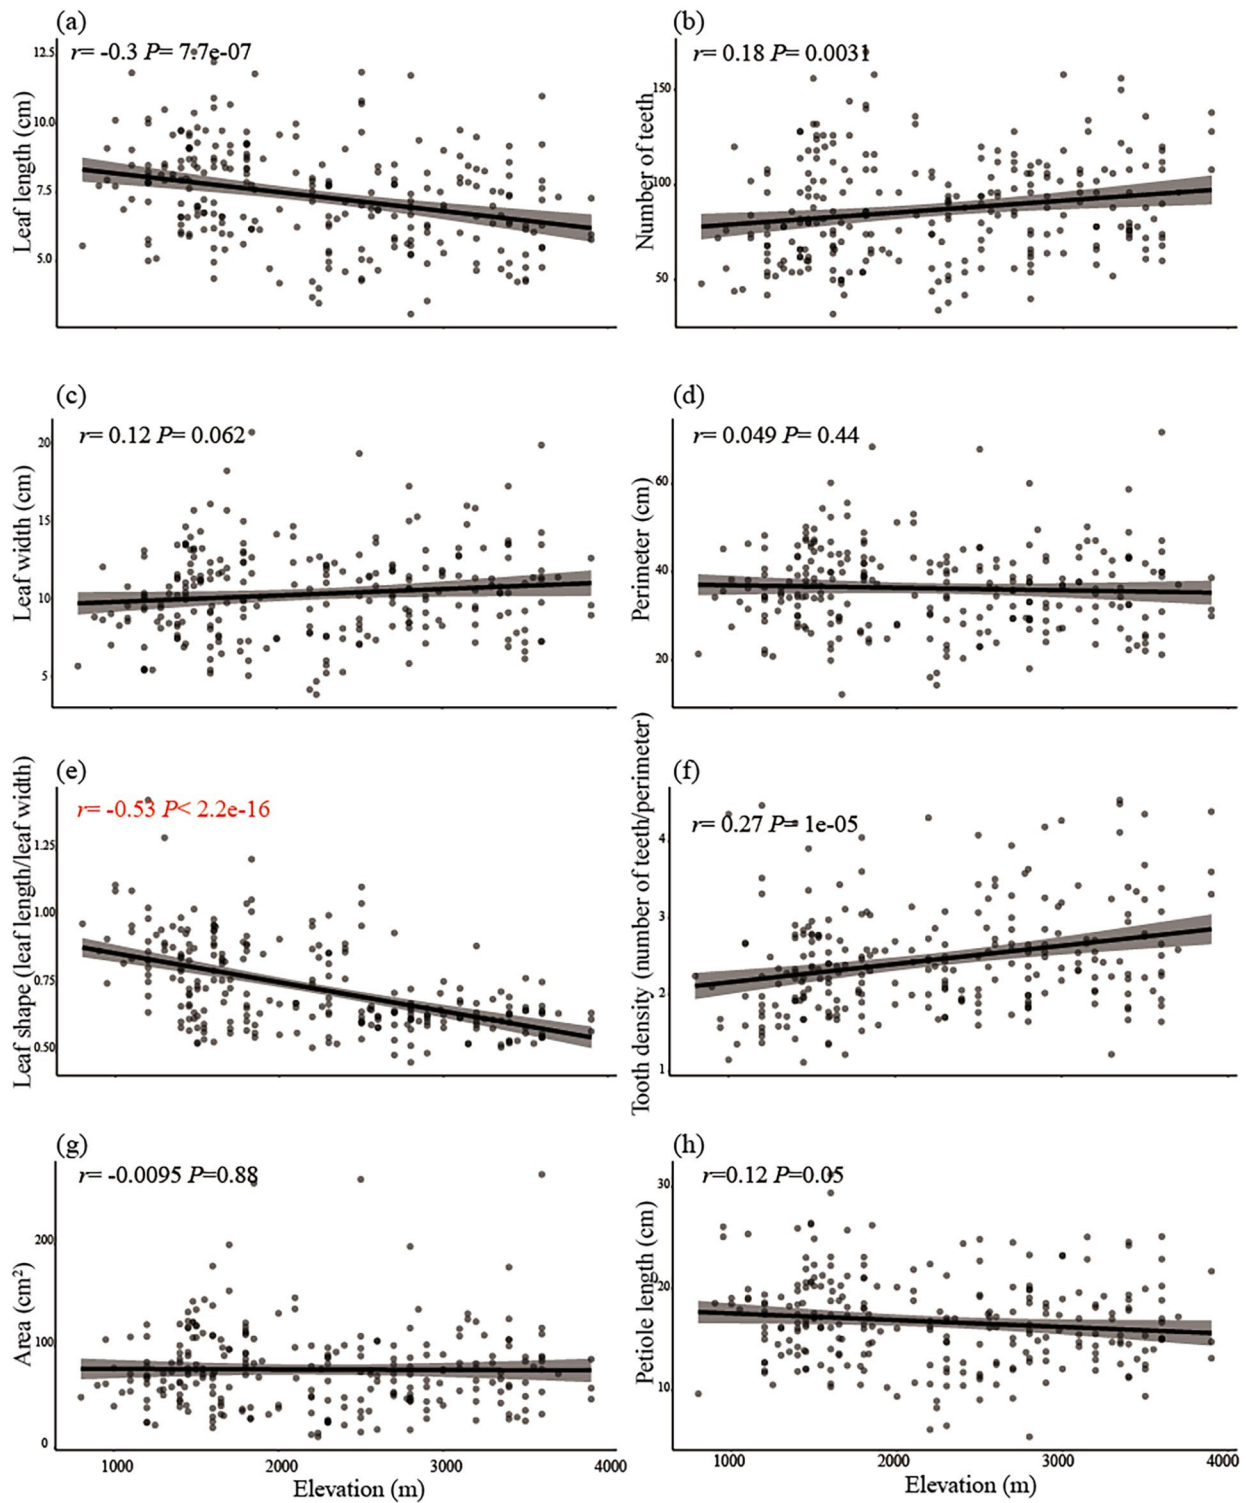 (a)
r= -0.3 P= 7.7e-07
12.5
10.0
7.5
5.0
Leaf length (cm)
(b)
r= 0.18 P= 0.0031
150
100
50
Number of teeth
(c)
r= 0.12 P= 0.062
20
15
10
5
Leaf width (cm)
(d)
r= 0.049 P= 0.44
60
40
20
Perimeter (cm)
(e)
r= -0.53 P< 2.2e-16
1.25
1.00
0.75
0.50
Leaf shape (leaf length/leaf width)
(f)
r= 0.27 P= 1e-05
4
3
2
1
Tooth density (number of teeth/perimeter)
(g)
r= -0.0095 P=0.88
200
100
0
Area (cm²)
1000 2000 3000 4000
Elevation (m)
(h)
r=0.12 P=0.05
30
20
10
Petiole length (cm)
1000 2000 3000 4000
Elevation (m)